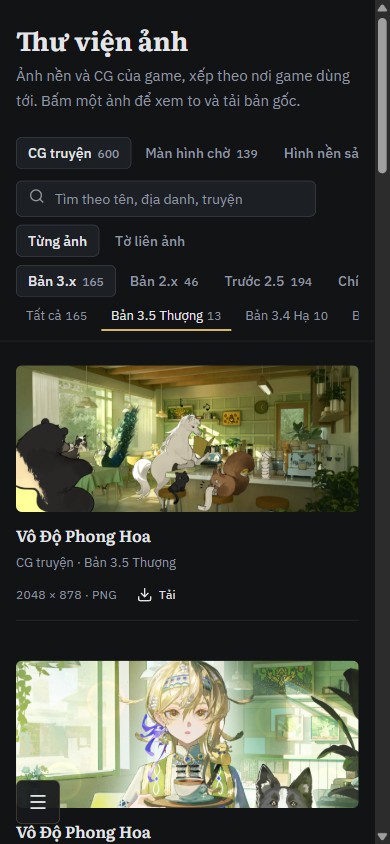 Thư viện ảnh
Ảnh nền và CG của game, xếp theo nơi game dùng
tới. Bấm một ảnh để xem to và tải bản gốc.
CG truyện 600 Màn hình chờ 139 Hình nền sả
Tìm theo tên, địa danh, truyện
Từng ảnh Tờ liên ảnh
Bản 3.x 165 Bản 2.x 46 Trước 2.5 194 Chí
Tất cả 165 Bản 3.5 Thượng 13 Bản 3.4 Hạ 10 B
Vô Độ Phong Hoa
CG truyện · Bản 3.5 Thượng
2048 × 878 · PNG Tải
Vô Độ Phong Hoa